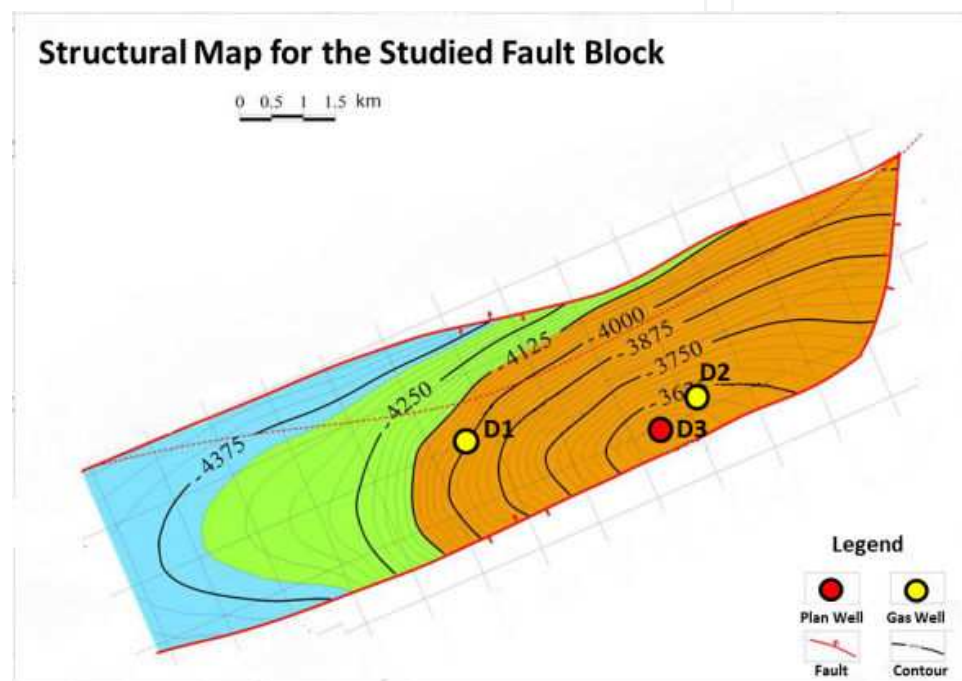 Structural Map for the Studied Fault Block
0 0.5 1 1.5 km
-4000
-4125
-3875
-3750
D2
-4250
D1
D3
-4375
Legend
Plan Well Gas Well
Fault Contour